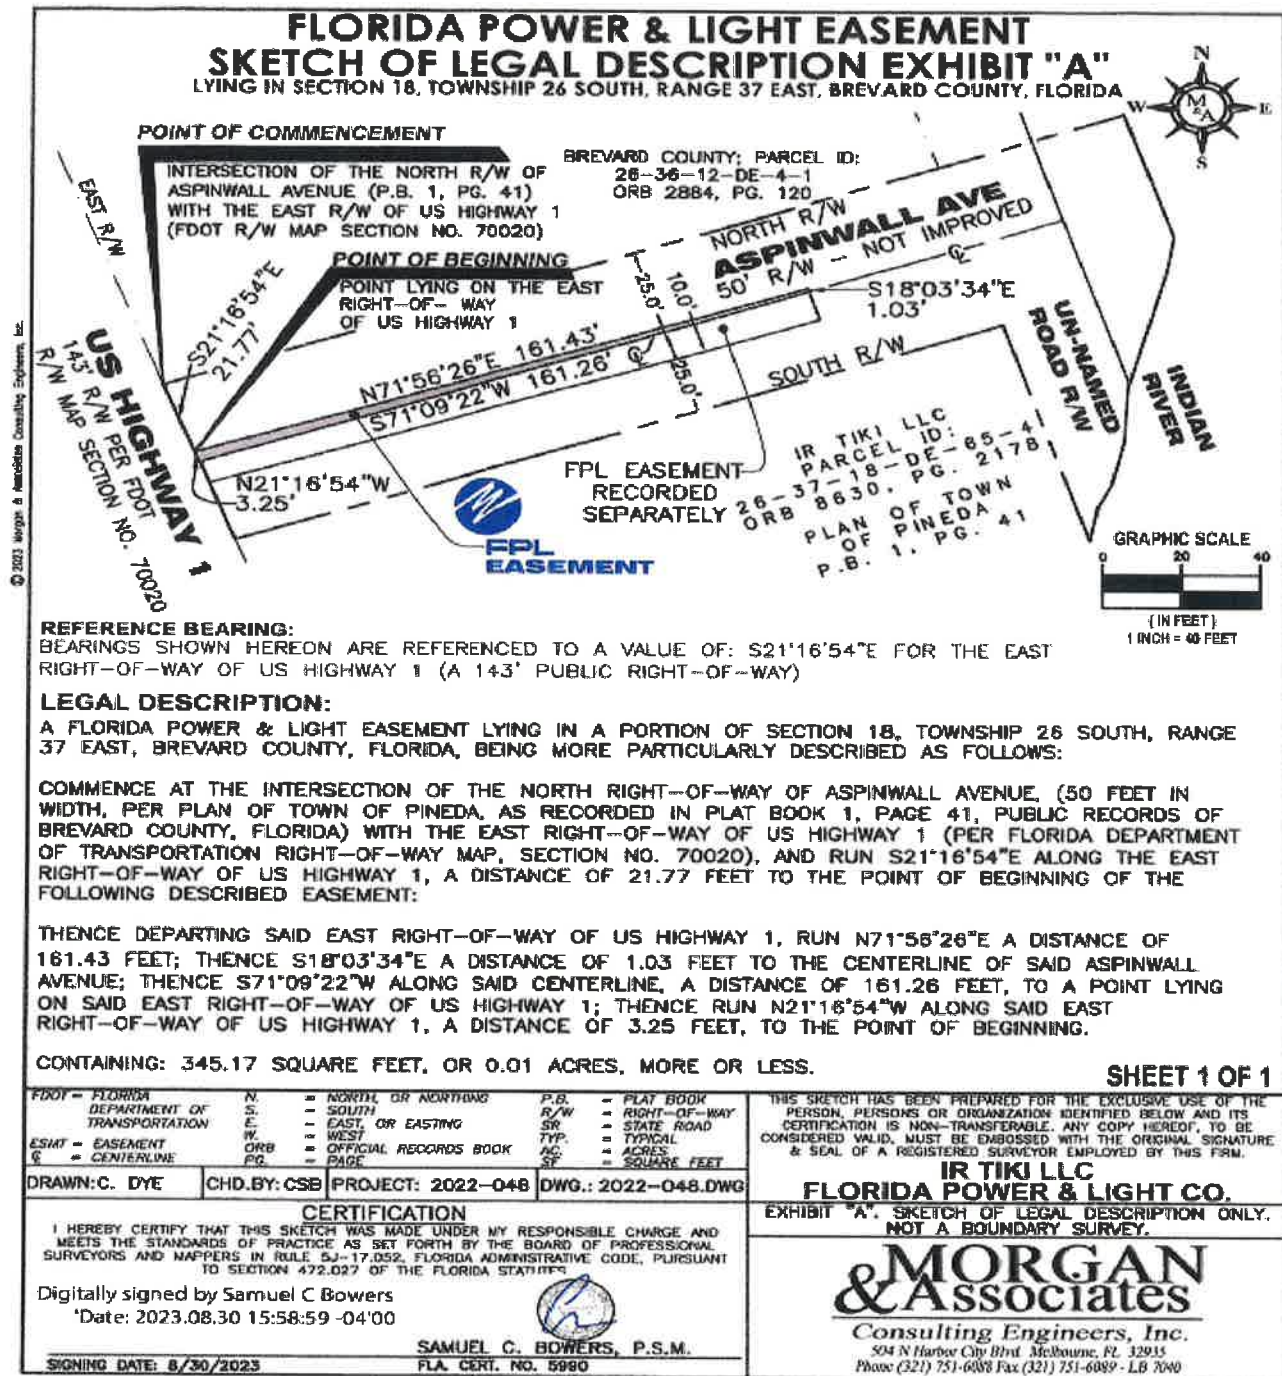 FLORIDA POWER & LIGHT EASEMENT
SKETCH OF LEGAL DESCRIPTION EXHIBIT "A"
LYING IN SECTION 18, TOWNSHIP 26 SOUTH, RANGE 37 EAST, BREVARD COUNTY, FLORIDA
N
W
E
S
M&A
POINT OF COMMENCEMENT
INTERSECTION OF THE NORTH R/W OF
ASPINWALL AVENUE (P.B. 1, PG. 41)
WITH THE EAST R/W OF US HIGHWAY 1
(FDOT R/W MAP SECTION NO. 70020)
BREVARD COUNTY; PARCEL ID:
26-36-12-DE-4-1
ORB 2884, PG. 120
EAST R/W
NORTH R/W
ASPINWALL AVE
50' R/W - NOT IMPROVED
POINT OF BEGINNING
POINT LYING ON THE EAST
RIGHT-OF- WAY
OF US HIGHWAY 1
S21°16'54"E
21.77'
25.0'
10.0'
25.0'
S18°03'34"E
1.03'
N71°56'26"E 161.43'
S71°09'22"W 161.26'
SOUTH R/W
US HIGHWAY 1
143' R/W PER FDOT
R/W MAP SECTION NO. 70020
UN-NAMED
ROAD R/W
INDIAN
RIVER
N21°16'54"W
3.25'
FPL EASEMENT
RECORDED
SEPARATELY
IR TIKI LLC
PARCEL ID:
26-37-18-DE-65-41
ORB 8630, PG. 2178
PLAN OF TOWN
OF PINEDA
P.B. 1, PG. 41
FPL
EASEMENT
GRAPHIC SCALE
0 20 40
( IN FEET )
1 INCH = 40 FEET
© 2023 Morgan & Associates Consulting Engineers, Inc.
REFERENCE BEARING:
BEARINGS SHOWN HEREON ARE REFERENCED TO A VALUE OF: S21°16'54"E FOR THE EAST
RIGHT-OF-WAY OF US HIGHWAY 1 (A 143' PUBLIC RIGHT-OF-WAY)
LEGAL DESCRIPTION:
A FLORIDA POWER & LIGHT EASEMENT LYING IN A PORTION OF SECTION 18, TOWNSHIP 26 SOUTH, RANGE
37 EAST, BREVARD COUNTY, FLORIDA, BEING MORE PARTICULARLY DESCRIBED AS FOLLOWS:
COMMENCE AT THE INTERSECTION OF THE NORTH RIGHT-OF-WAY OF ASPINWALL AVENUE, (50 FEET IN
WIDTH, PER PLAN OF TOWN OF PINEDA, AS RECORDED IN PLAT BOOK 1, PAGE 41, PUBLIC RECORDS OF
BREVARD COUNTY, FLORIDA) WITH THE EAST RIGHT-OF-WAY OF US HIGHWAY 1 (PER FLORIDA DEPARTMENT
OF TRANSPORTATION RIGHT-OF-WAY MAP, SECTION NO. 70020), AND RUN S21°16'54"E ALONG THE EAST
RIGHT-OF-WAY OF US HIGHWAY 1, A DISTANCE OF 21.77 FEET TO THE POINT OF BEGINNING OF THE
FOLLOWING DESCRIBED EASEMENT:
THENCE DEPARTING SAID EAST RIGHT-OF-WAY OF US HIGHWAY 1, RUN N71°56'26"E A DISTANCE OF
161.43 FEET; THENCE S18°03'34"E A DISTANCE OF 1.03 FEET TO THE CENTERLINE OF SAID ASPINWALL
AVENUE; THENCE S71°09'22"W ALONG SAID CENTERLINE, A DISTANCE OF 161.26 FEET, TO A POINT LYING
ON SAID EAST RIGHT-OF-WAY OF US HIGHWAY 1; THENCE RUN N21°16'54"W ALONG SAID EAST
RIGHT-OF-WAY OF US HIGHWAY 1, A DISTANCE OF 3.25 FEET, TO THE POINT OF BEGINNING.
CONTAINING: 345.17 SQUARE FEET, OR 0.01 ACRES, MORE OR LESS.
SHEET 1 OF 1
FDOT = FLORIDA DEPARTMENT OF TRANSPORTATION
ESMT = EASEMENT
℄ = CENTERLINE
N. = NORTH, OR NORTHING
S. = SOUTH
E. = EAST, OR EASTING
W. = WEST
ORB = OFFICIAL RECORDS BOOK
PG. = PAGE
P.B. = PLAT BOOK
R/W = RIGHT-OF-WAY
SR = STATE ROAD
TYP. = TYPICAL
AC. = ACRES
SF = SQUARE FEET
THIS SKETCH HAS BEEN PREPARED FOR THE EXCLUSIVE USE OF THE
PERSON, PERSONS OR ORGANIZATION IDENTIFIED BELOW AND ITS
CERTIFICATION IS NON-TRANSFERABLE. ANY COPY HEREOF, TO BE
CONSIDERED VALID, MUST BE EMBOSSED WITH THE ORIGINAL SIGNATURE
& SEAL OF A REGISTERED SURVEYOR EMPLOYED BY THIS FIRM.
IR TIKI LLC
FLORIDA POWER & LIGHT CO.
DRAWN: C. DYE CHD.BY: CSB PROJECT: 2022-048 DWG.: 2022-048.DWG
EXHIBIT "A". SKETCH OF LEGAL DESCRIPTION ONLY.
NOT A BOUNDARY SURVEY.
CERTIFICATION
I HEREBY CERTIFY THAT THIS SKETCH WAS MADE UNDER MY RESPONSIBLE CHARGE AND
MEETS THE STANDARDS OF PRACTICE AS SET FORTH BY THE BOARD OF PROFESSIONAL
SURVEYORS AND MAPPERS IN RULE 5J-17.052, FLORIDA ADMINISTRATIVE CODE, PURSUANT
TO SECTION 472.027 OF THE FLORIDA STATUTES
Digitally signed by Samuel C Bowers
'Date: 2023.08.30 15:58:59 -04'00
SAMUEL C. BOWERS, P.S.M.
SIGNING DATE: 8/30/2023 FLA. CERT. NO. 5990
MORGAN
&Associates
Consulting Engineers, Inc.
504 N Harbor City Blvd Melbourne, FL 32935
Phone (321) 751-6088 Fax (321) 751-6089 - LB 7040